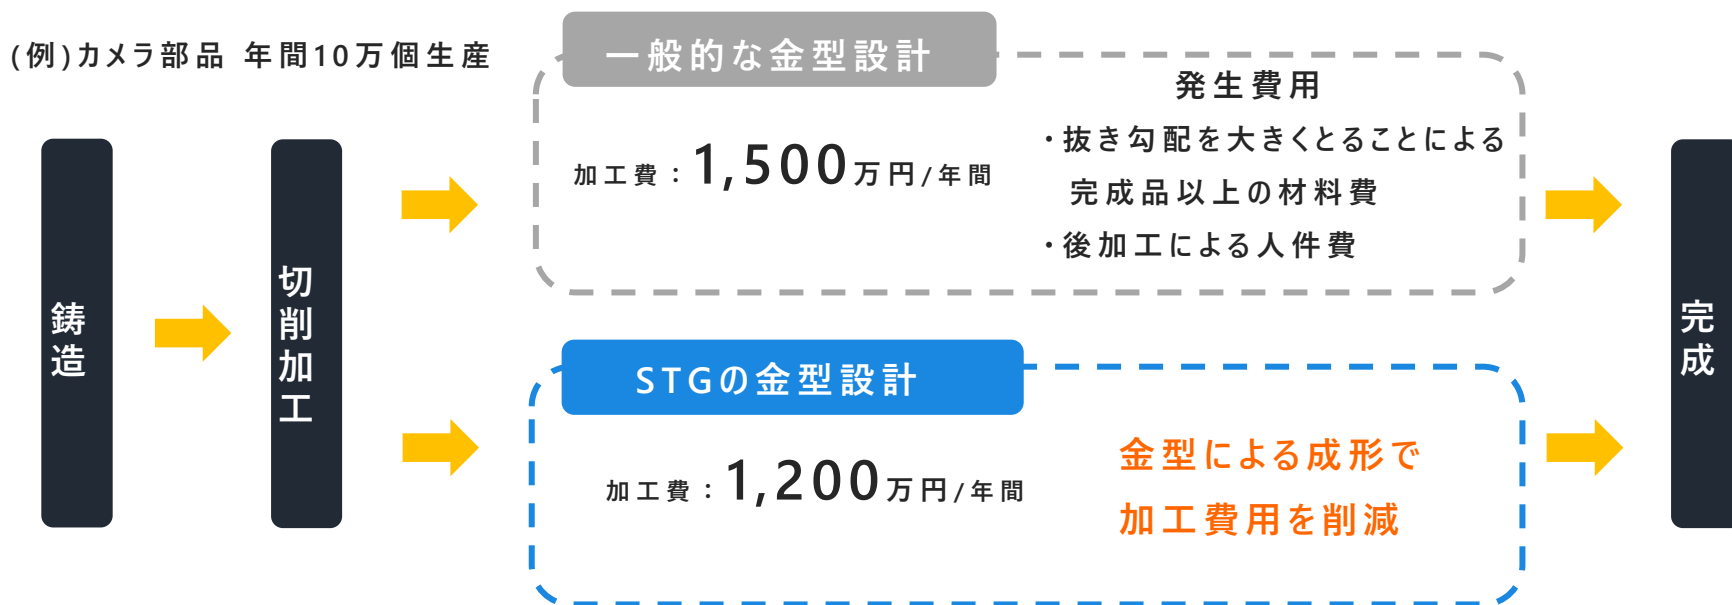 (例)カメラ部品 年間10万個生産
鋳造
切削加工
一般的な金型設計
加工費：1,500万円/年間
発生費用
・抜き勾配を大きくとることによる
完成品以上の材料費
・後加工による人件費
STGの金型設計
加工費：1,200万円/年間
金型による成形で
加工費用を削減
完成